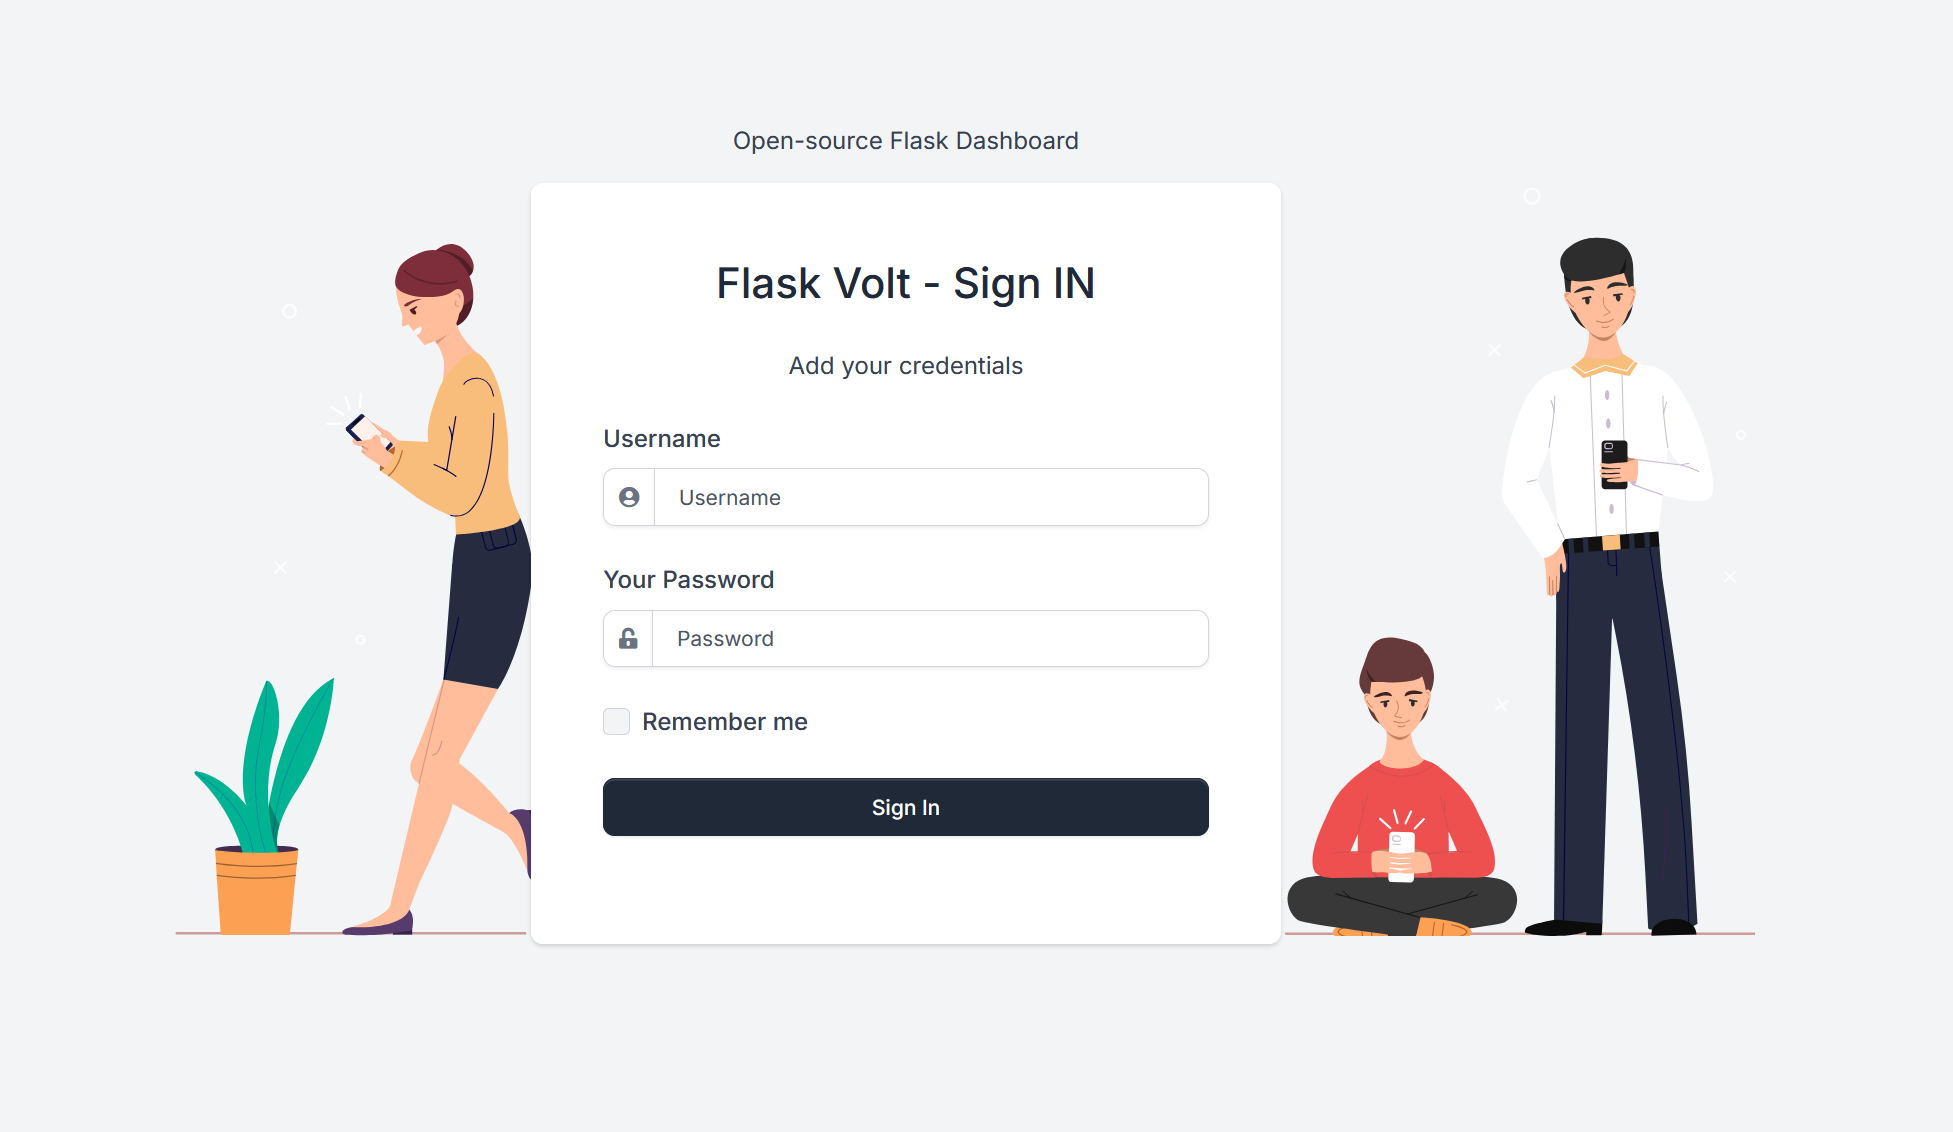 Open-source Flask Dashboard
Flask Volt - Sign IN
Add your credentials
Username
Username
Your Password
Password
Remember me
Sign In